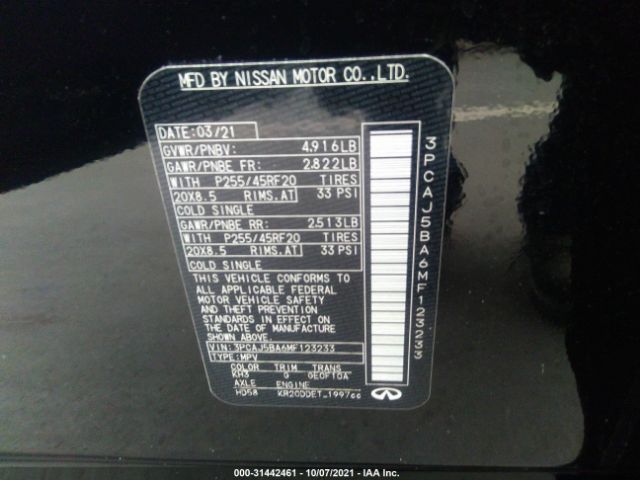 MFD BY NISSAN MOTOR CO.,LTD.
DATE: 03/21
GVWR/PNBV: 4,916LB
GAWR/PNBE FR: 2,822LB
WITH P255/45RF20 TIRES
20X8.5 RIMS.AT 33 PSI
COLD SINGLE
GAWR/PNBE RR: 2,513LB
WITH P255/45RF20 TIRES
20X8.5 RIMS.AT 33 PSI
COLD SINGLE
THIS VEHICLE CONFORMS TO
ALL APPLICABLE FEDERAL
MOTOR VEHICLE SAFETY
AND THEFT PREVENTION
STANDARDS IN EFFECT ON
THE DATE OF MANUFACTURE
SHOWN ABOVE.
VIN: 3PCAJ5BA6MF123233
TYPE: MPV
COLOR TRIM TRANS
KH3 G GE0F10A
AXLE ENGINE
HD58 KR20DDET 1997cc
3PCAJ5BA6MF123233
000-31442461 - 10/07/2021 - IAA Inc.